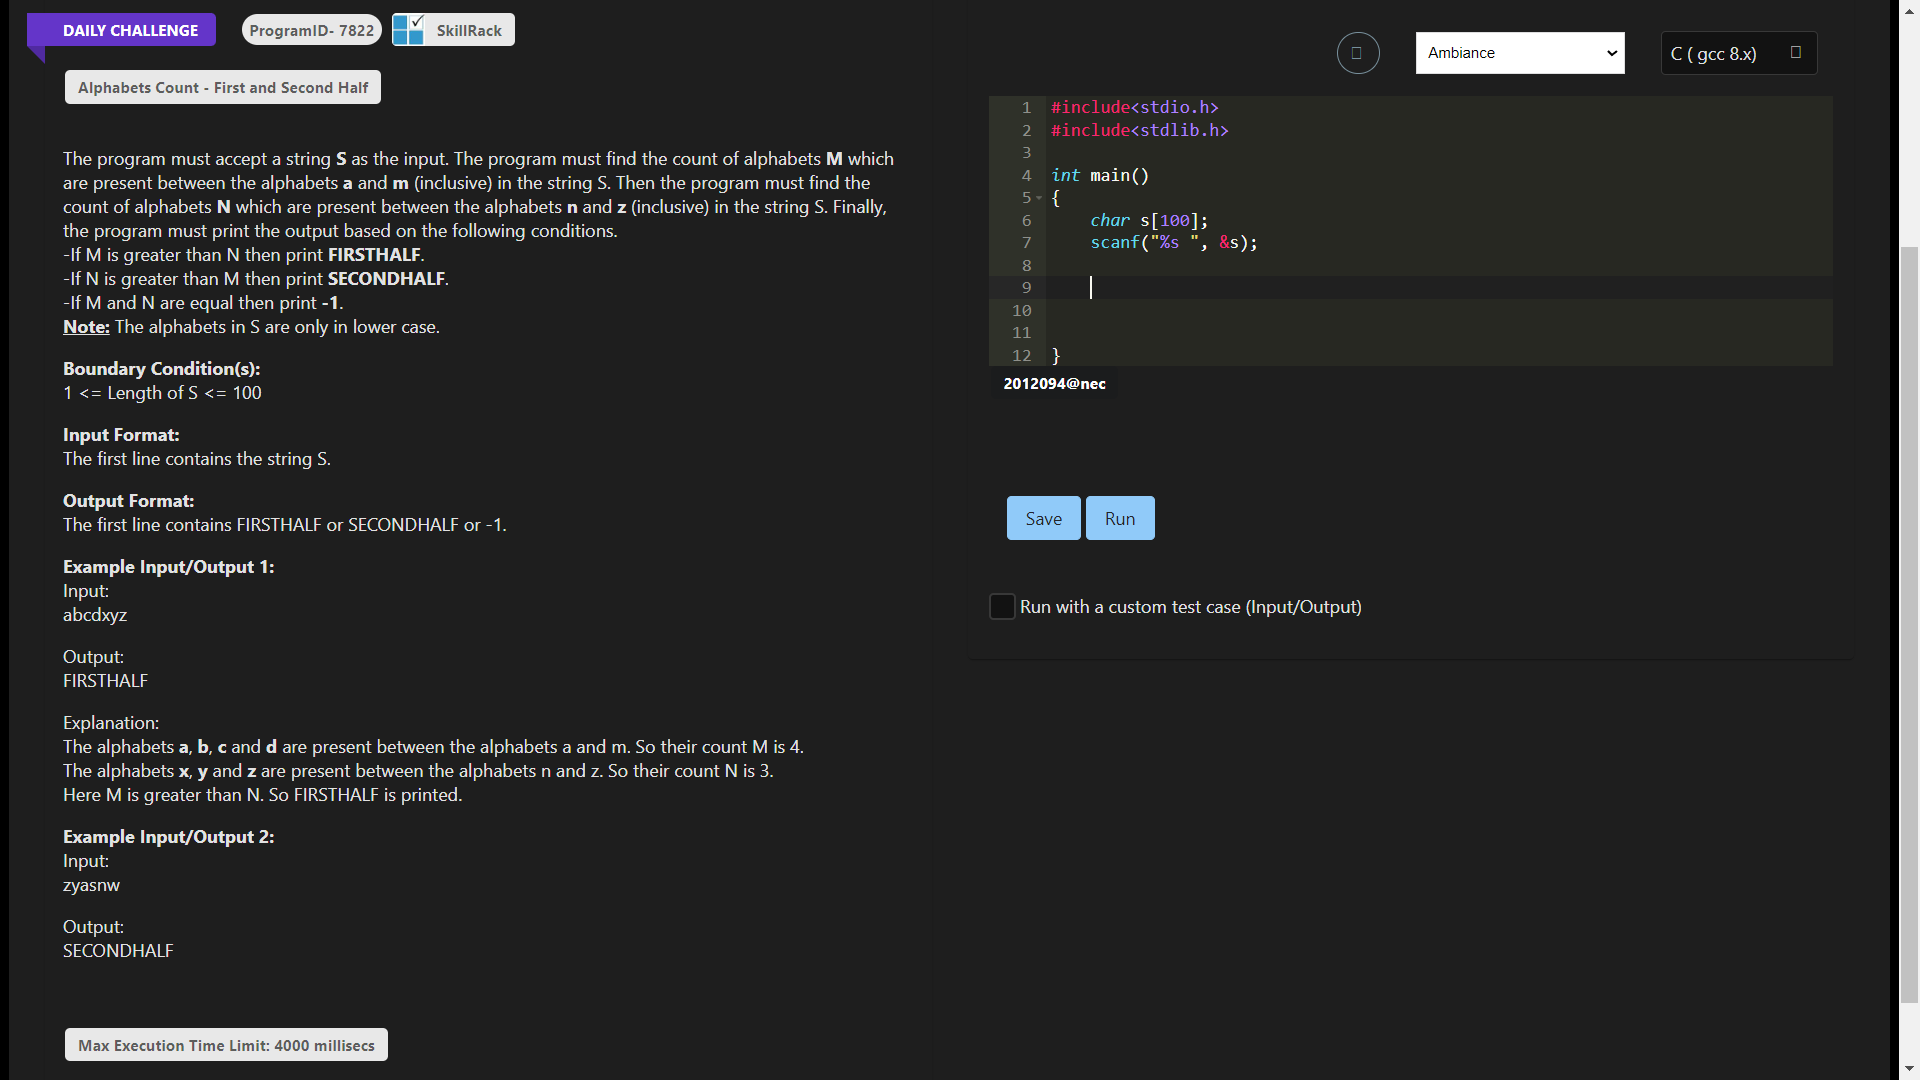 DAILY CHALLENGE
ProgramID- 7822
SkillRack
Alphabets Count - First and Second Half
The program must accept a string S as the input. The program must find the count of alphabets M which
are present between the alphabets a and m (inclusive) in the string S. Then the program must find the
count of alphabets N which are present between the alphabets n and z (inclusive) in the string S. Finally,
the program must print the output based on the following conditions.
-If M is greater than N then print FIRSTHALF.
-If N is greater than M then print SECONDHALF.
-If M and N are equal then print -1.
Note: The alphabets in S are only in lower case.
Boundary Condition(s):
1 <= Length of S <= 100
Input Format:
The first line contains the string S.
Output Format:
The first line contains FIRSTHALF or SECONDHALF or -1.
Example Input/Output 1:
Input:
abcdxyz
Output:
FIRSTHALF
Explanation:
The alphabets a, b, c and d are present between the alphabets a and m. So their count M is 4.
The alphabets x, y and z are present between the alphabets n and z. So their count N is 3.
Here M is greater than N. So FIRSTHALF is printed.
Example Input/Output 2:
Input:
zyasnw
Output:
SECONDHALF
Max Execution Time Limit: 4000 millisecs
Ambiance
C ( gcc 8.x)
1 #include<stdio.h>
2 #include<stdlib.h>
3
4 int main()
5 {
6     char s[100];
7     scanf("%s ", &s);
8
9
10
11
12 }
2012094@nec
Save
Run
Run with a custom test case (Input/Output)